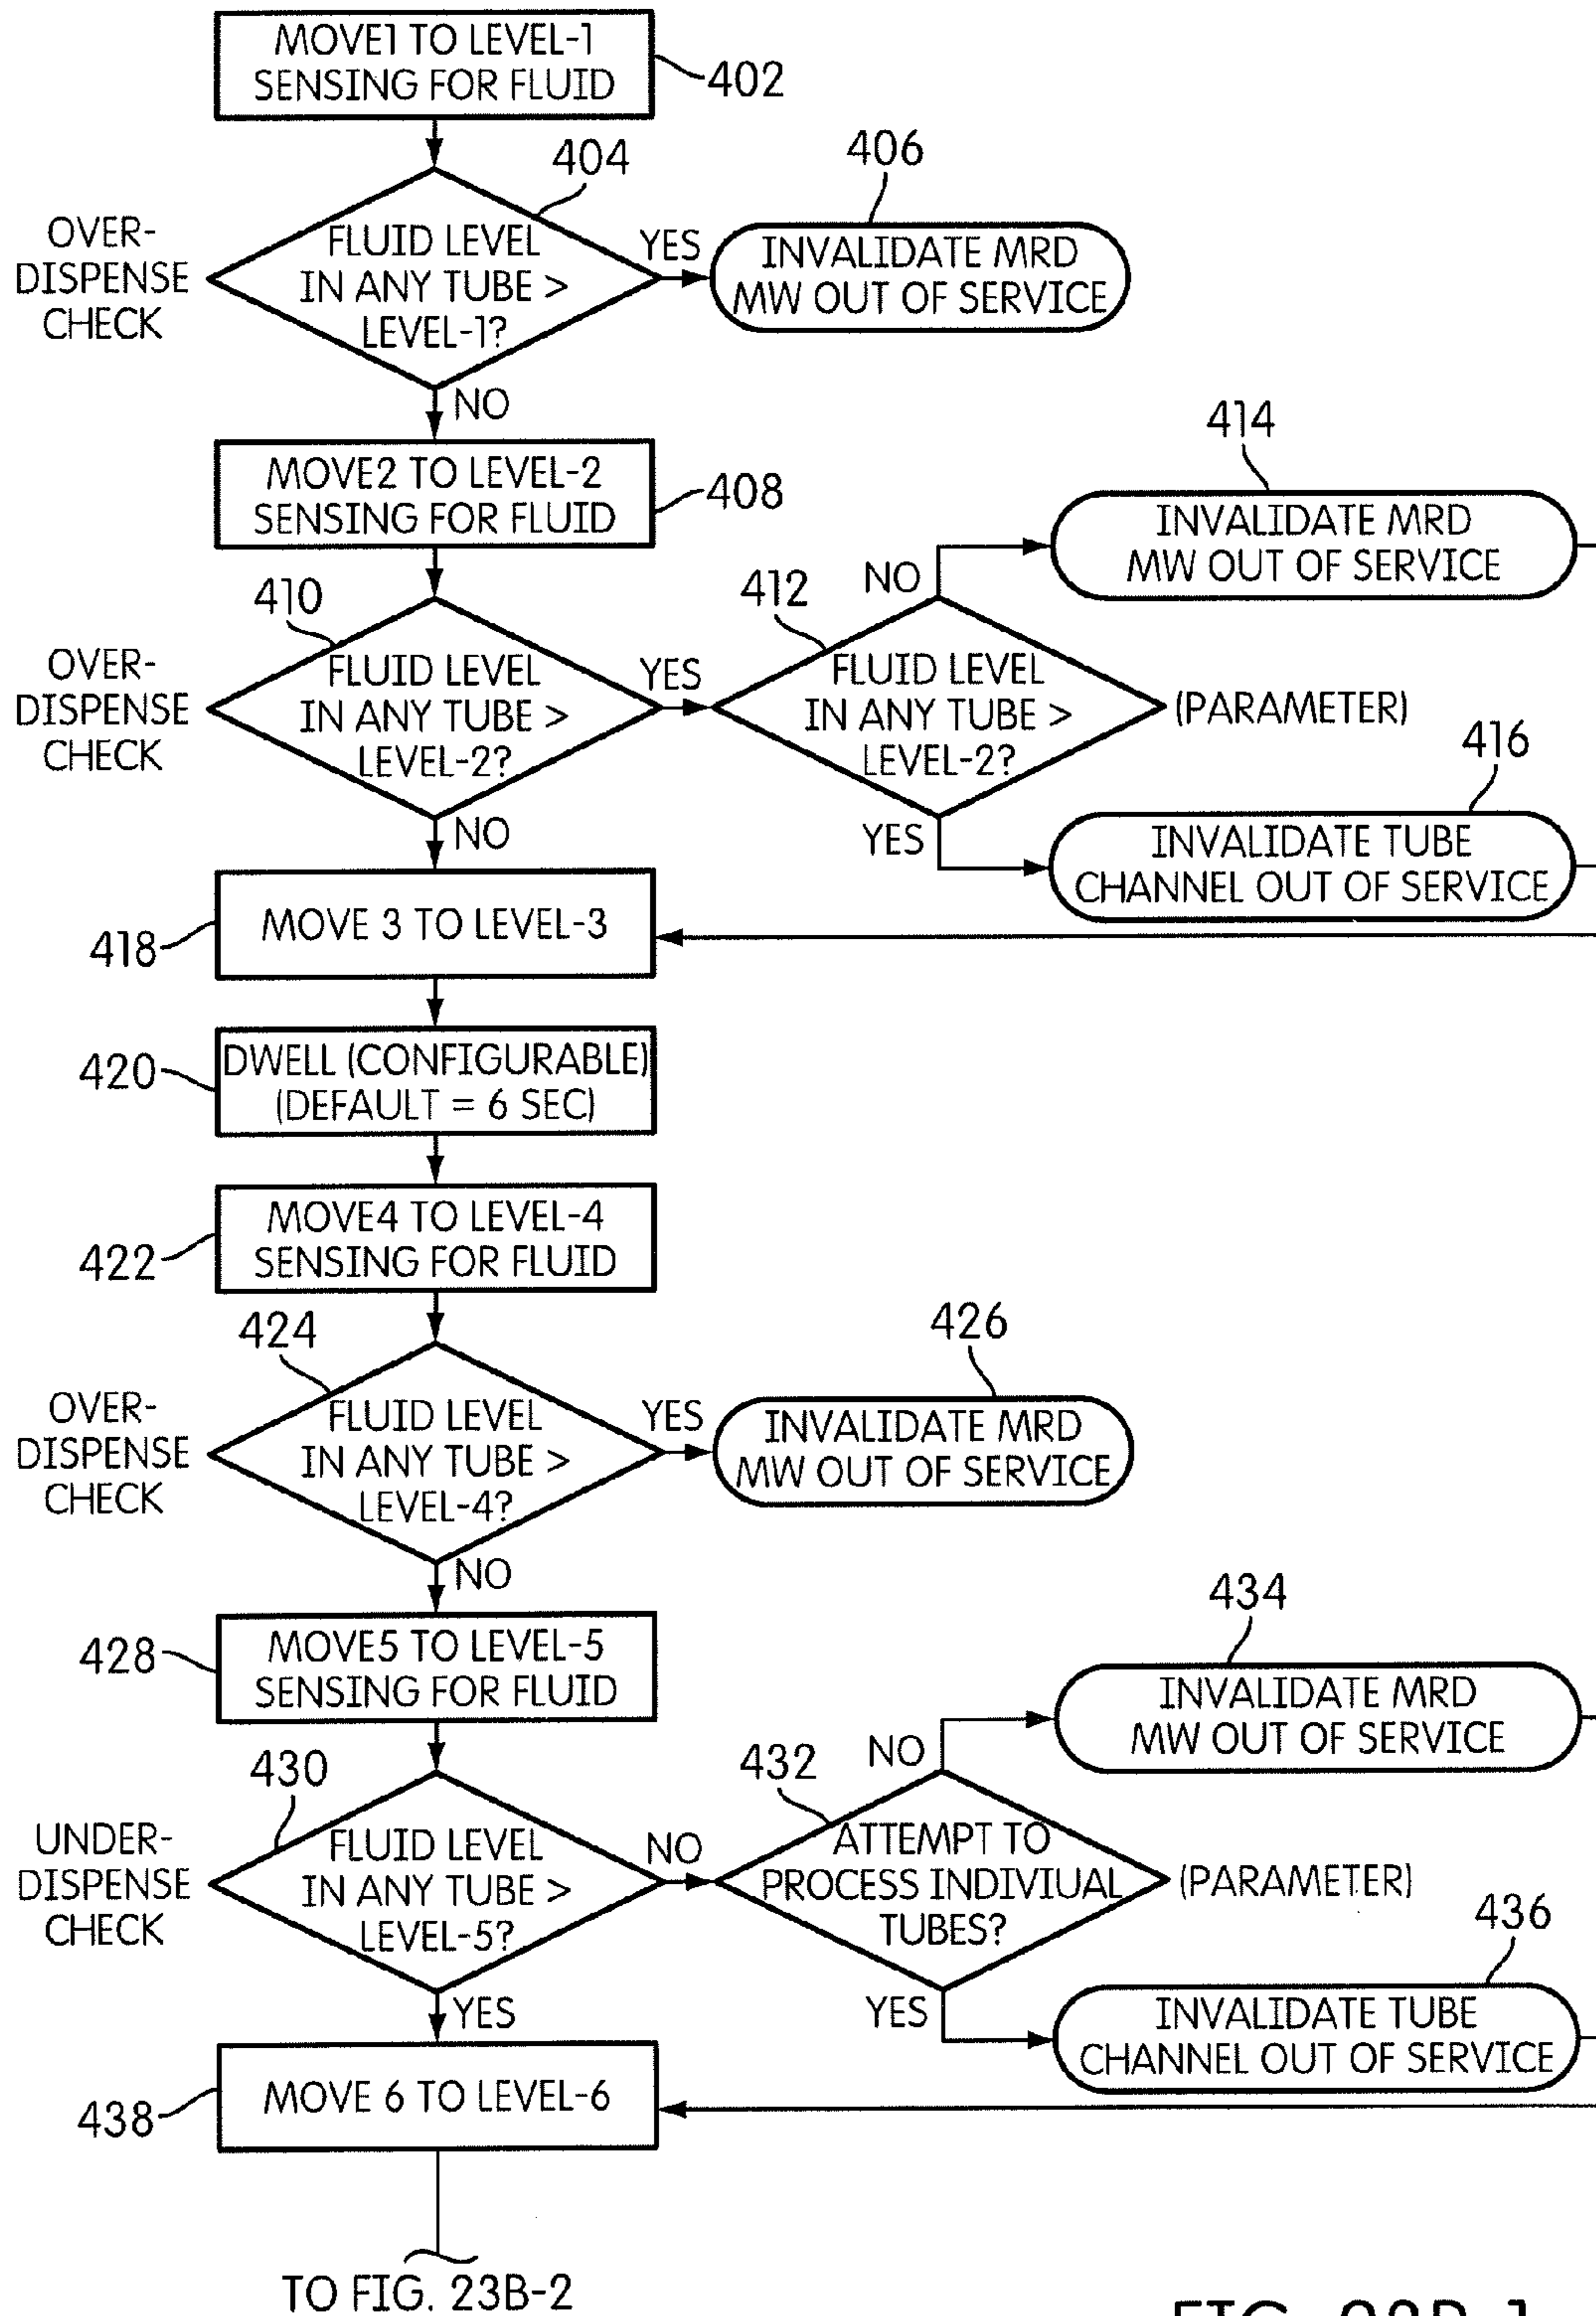 MOVE1 TO LEVEL-1
SENSING FOR FLUID
402
404
OVER-
DISPENSE
CHECK
FLUID LEVEL
IN ANY TUBE >
LEVEL-1?
YES
406
INVALIDATE MRD
MW OUT OF SERVICE
NO
MOVE2 TO LEVEL-2
SENSING FOR FLUID
408
410
OVER-
DISPENSE
CHECK
FLUID LEVEL
IN ANY TUBE >
LEVEL-2?
YES
412
FLUID LEVEL
IN ANY TUBE >
LEVEL-2?
(PARAMETER)
NO
414
INVALIDATE MRD
MW OUT OF SERVICE
YES
416
INVALIDATE TUBE
CHANNEL OUT OF SERVICE
NO
418
MOVE 3 TO LEVEL-3
420
DWELL (CONFIGURABLE)
(DEFAULT = 6 SEC)
422
MOVE4 TO LEVEL-4
SENSING FOR FLUID
424
OVER-
DISPENSE
CHECK
FLUID LEVEL
IN ANY TUBE >
LEVEL-4?
YES
426
INVALIDATE MRD
MW OUT OF SERVICE
NO
428
MOVE5 TO LEVEL-5
SENSING FOR FLUID
430
UNDER-
DISPENSE
CHECK
FLUID LEVEL
IN ANY TUBE >
LEVEL-5?
NO
432
ATTEMPT TO
PROCESS INDIVIUAL
TUBES?
(PARAMETER)
NO
434
INVALIDATE MRD
MW OUT OF SERVICE
YES
436
INVALIDATE TUBE
CHANNEL OUT OF SERVICE
YES
438
MOVE 6 TO LEVEL-6
TO FIG. 23B-2
FIG. 23B-1